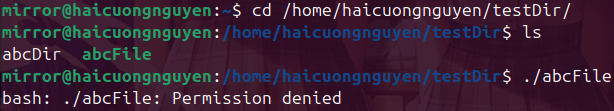 mirror@haicuongnguyen:~$ cd /home/haicuongnguyen/testDir/
mirror@haicuongnguyen:/home/haicuongnguyen/testDir$ ls
abcDir  abcFile
mirror@haicuongnguyen:/home/haicuongnguyen/testDir$ ./abcFile
bash: ./abcFile: Permission denied